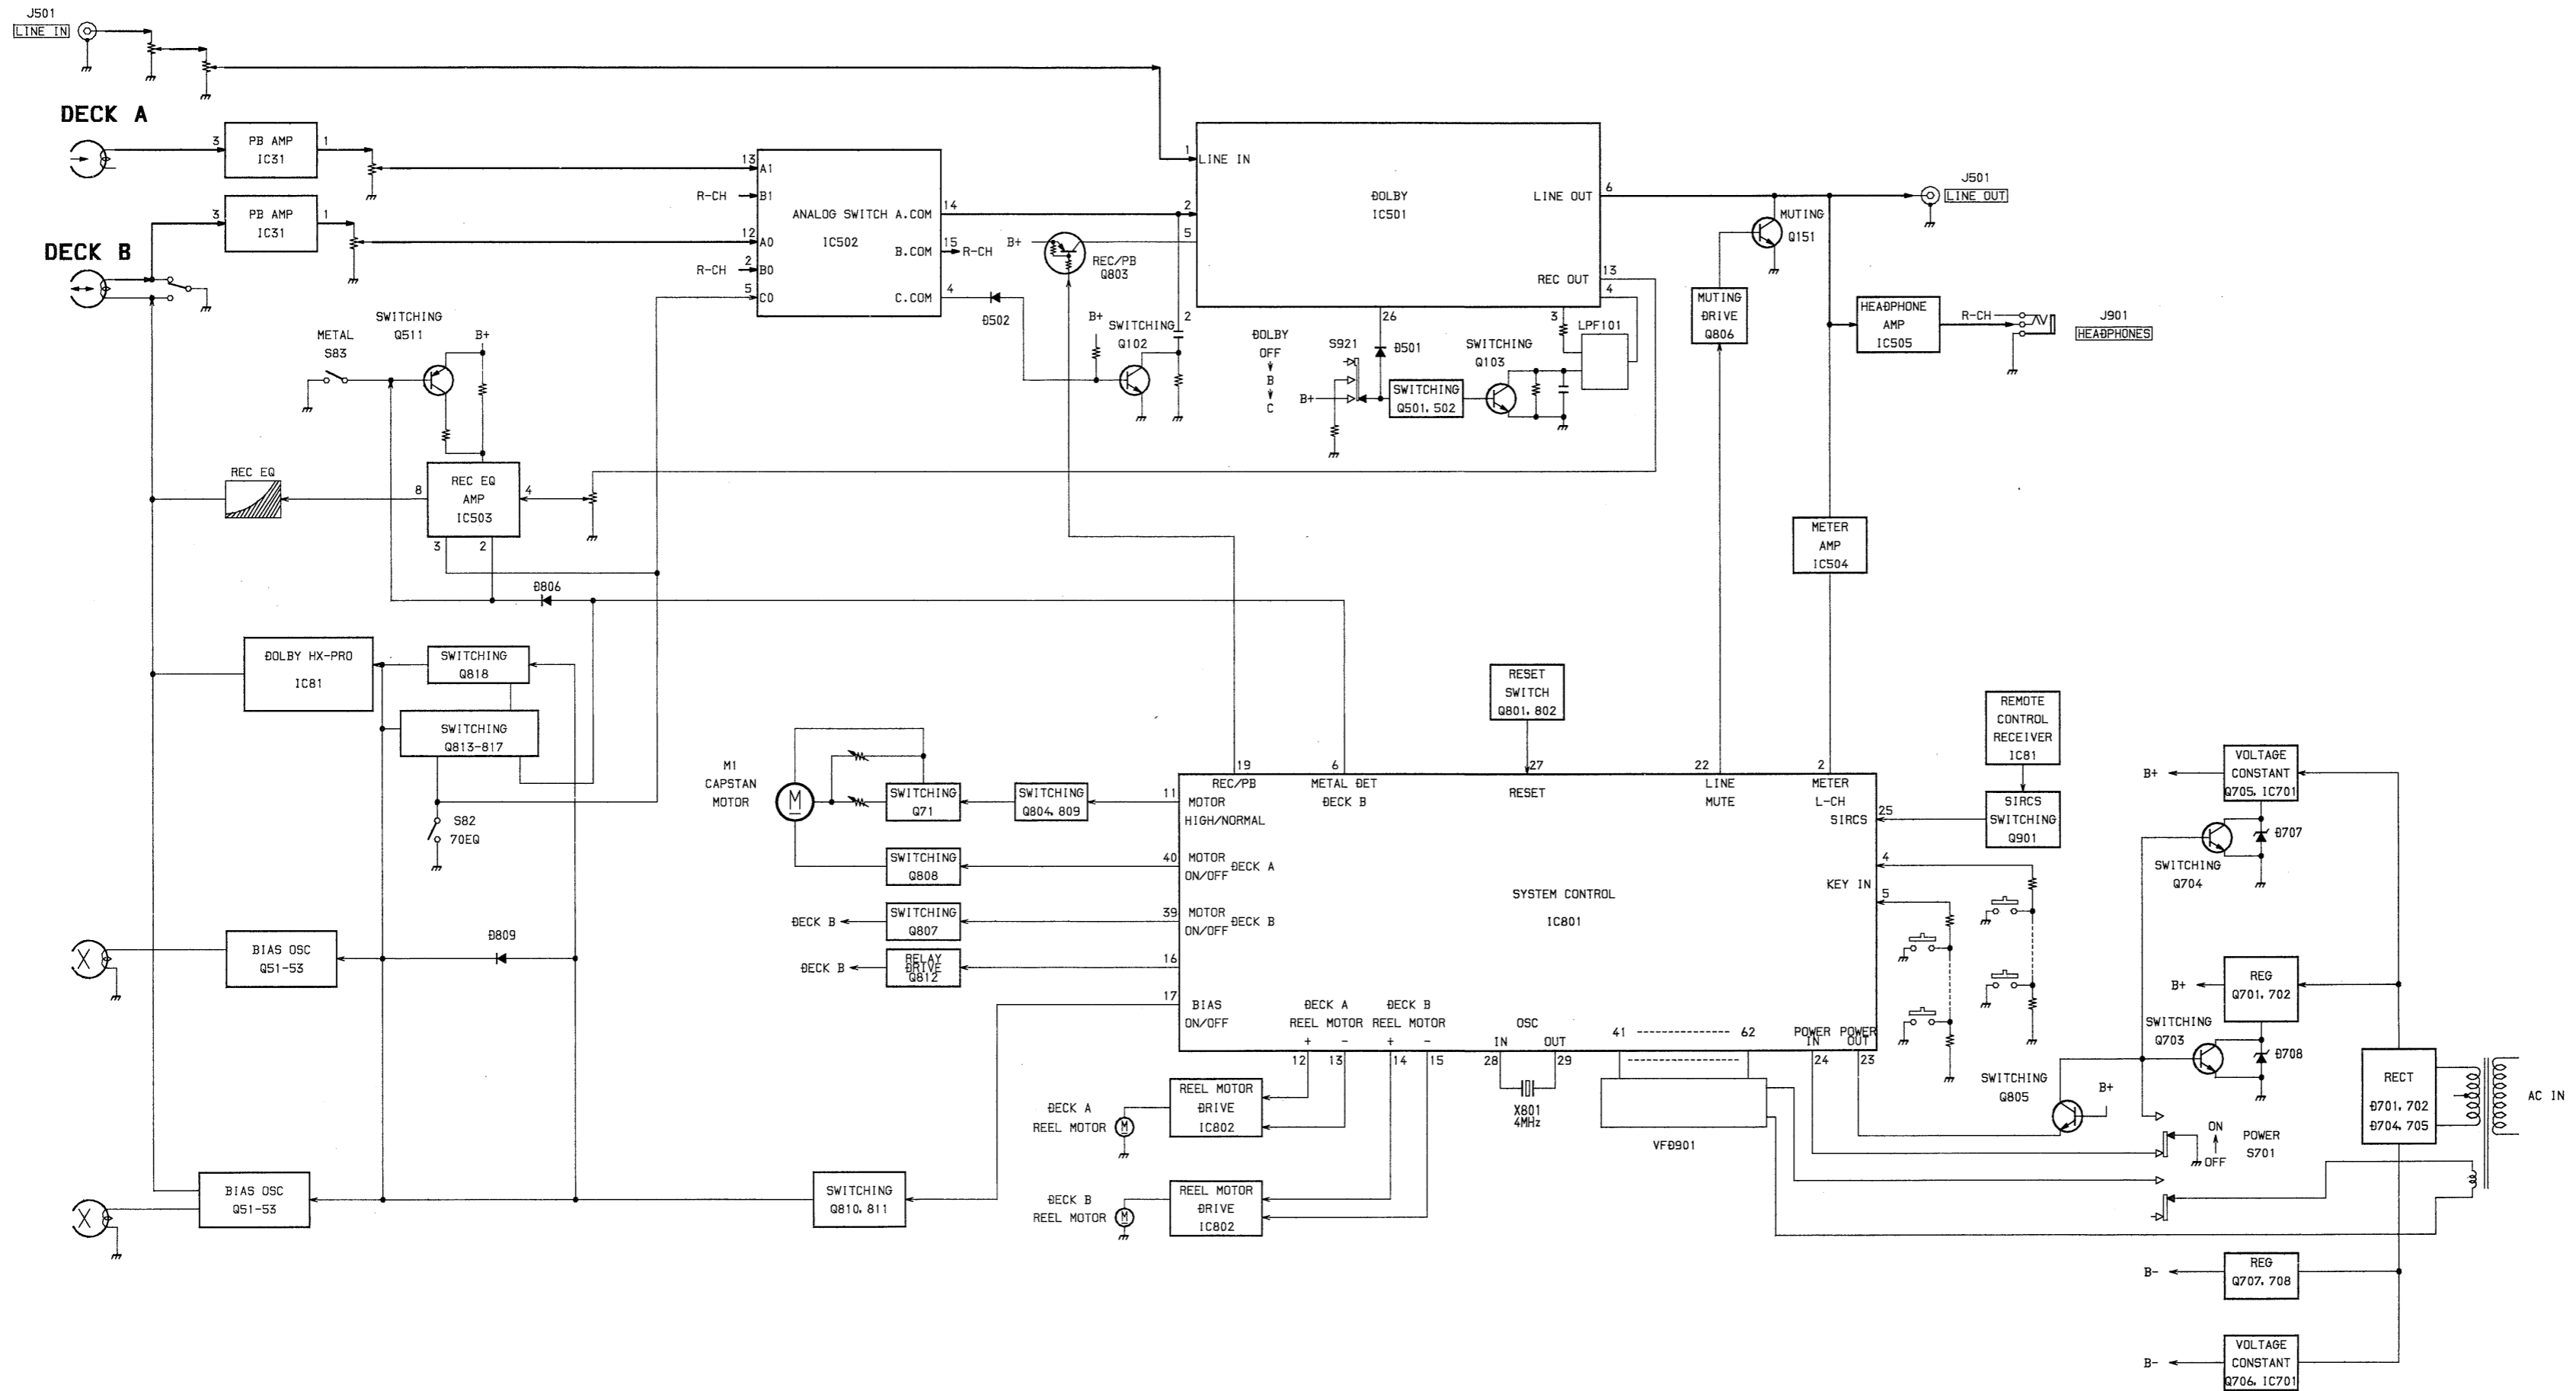 J501
LINE IN
DECK A
3
PB AMP
IC31
1
3
PB AMP
IC31
1
DECK B
13
A1
R-CH
B1
12
A0
R-CH
2
B0
5
C0
ANALOG SWITCH
IC502
A.COM
14
B.COM
15
R-CH
C.COM
4
D502
B+
REC/PB
Q803
B+
SWITCHING
Q102
2
1
LINE IN
2
5
DOLBY
IC501
LINE OUT
6
REC OUT
13
4
3
26
LPF101
DOLBY
OFF
B
C
S921
B+
D501
SWITCHING
Q501, 502
SWITCHING
Q103
MUTING
DRIVE
Q806
MUTING
Q151
J501
LINE OUT
HEADPHONE
AMP
IC505
R-CH
J901
HEADPHONES
METAL
S83
SWITCHING
Q511
B+
REC EQ
8
REC EQ
AMP
IC503
4
3
2
D806
METER
AMP
IC504
DOLBY HX-PRO
IC81
SWITCHING
Q818
SWITCHING
Q813-817
S82
70EQ
M1
CAPSTAN
MOTOR
M
SWITCHING
Q71
SWITCHING
Q804, 809
SWITCHING
Q808
DECK B
SWITCHING
Q807
DECK B
RELAY
DRIVE
Q812
BIAS OSC
Q51-53
D809
BIAS OSC
Q51-53
SWITCHING
Q810, 811
RESET
SWITCH
Q801, 802
19
REC/PB
6
METAL DET
DECK B
27
RESET
22
LINE
MUTE
2
METER
L-CH
11
MOTOR
HIGH/NORMAL
40
MOTOR
ON/OFF
DECK A
39
MOTOR
ON/OFF
DECK B
16
17
BIAS
ON/OFF
SYSTEM CONTROL
IC801
SIRCS
25
4
KEY IN
5
DECK A
REEL MOTOR
+ -
DECK B
REEL MOTOR
+ -
12 13 14 15
OSC
IN OUT
28 29
X801
4MHz
41 ---------------- 62
VFD901
POWER
IN
24
POWER
OUT
23
DECK A
REEL MOTOR
M
REEL MOTOR
DRIVE
IC802
DECK B
REEL MOTOR
M
REEL MOTOR
DRIVE
IC802
REMOTE
CONTROL
RECEIVER
IC81
SIRCS
SWITCHING
Q901
B+
VOLTAGE
CONSTANT
Q705, IC701
D707
SWITCHING
Q704
B+
REG
Q701, 702
SWITCHING
Q703
D708
SWITCHING
Q805
B+
ON
OFF
POWER
S701
RECT
D701, 702
D704, 705
AC IN
B-
REG
Q707, 708
B-
VOLTAGE
CONSTANT
Q706, IC701